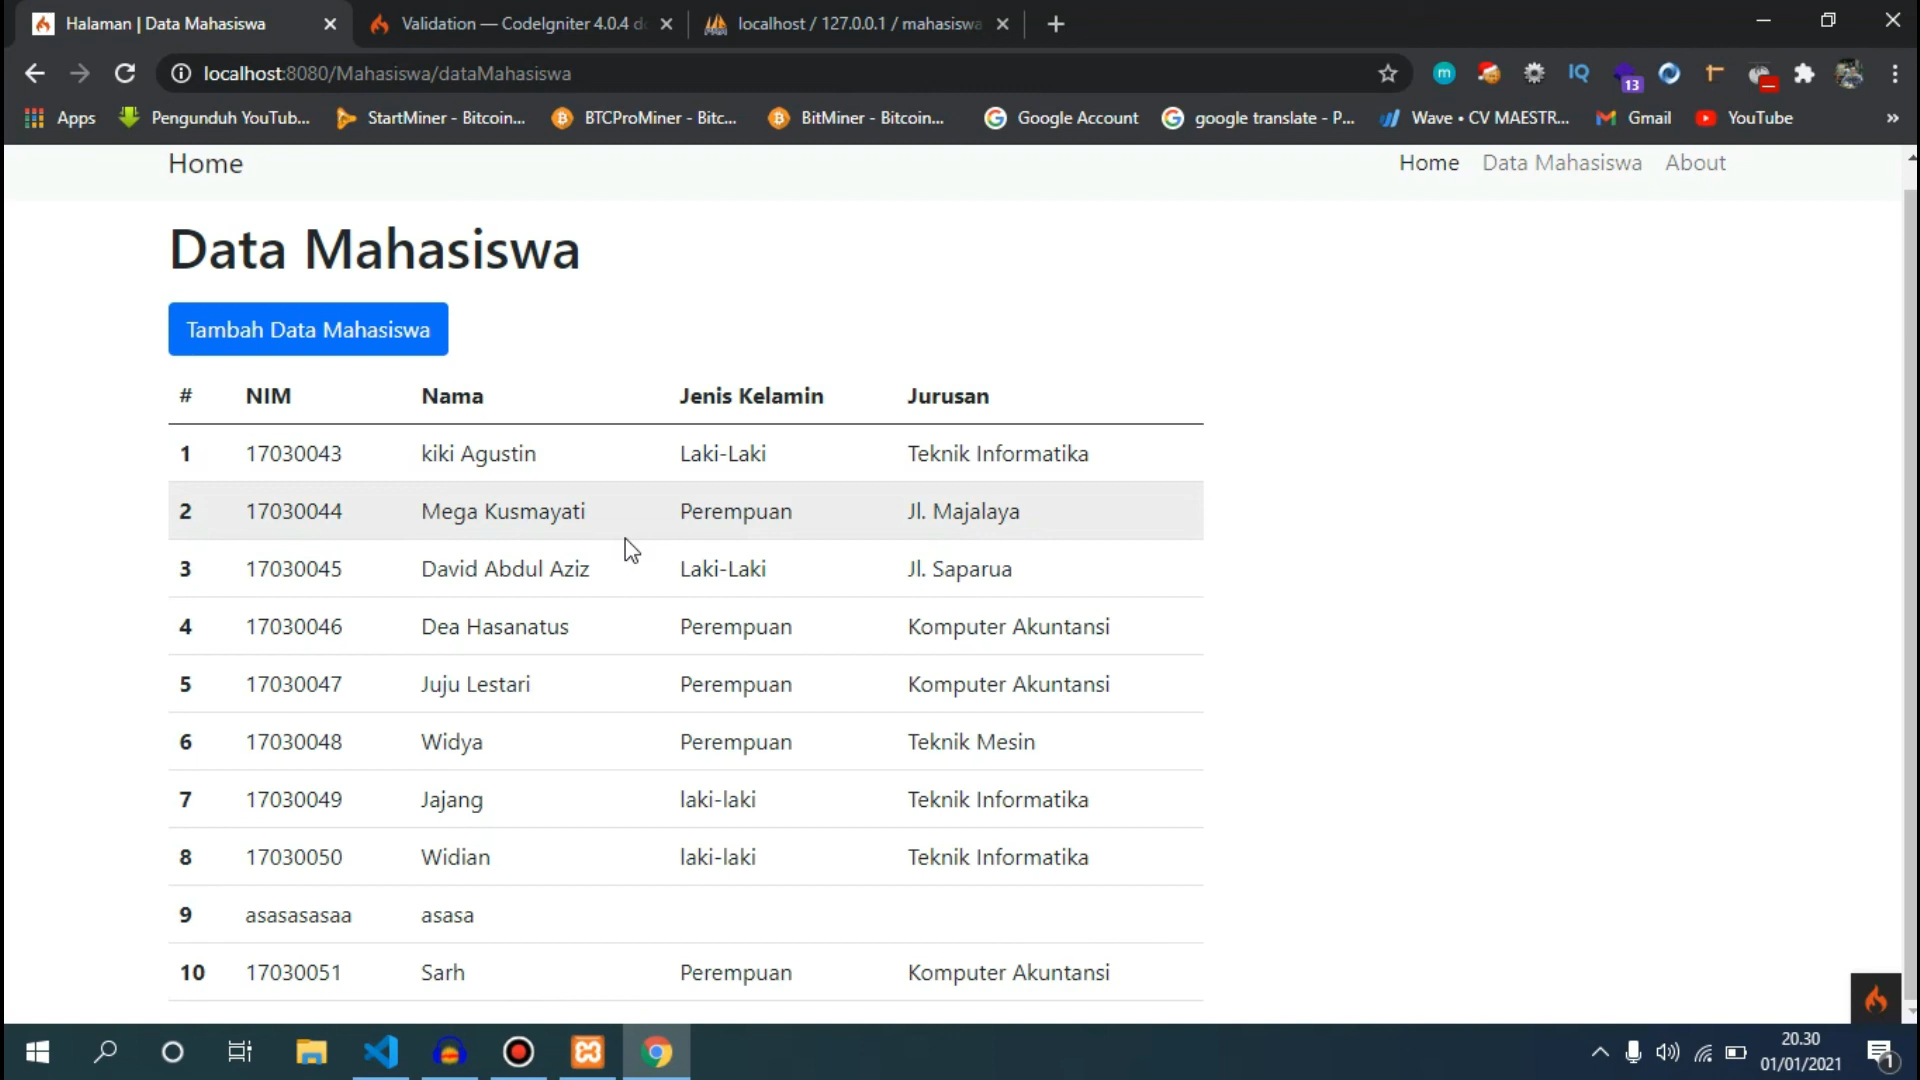 Halaman | Data Mahasiswa
Validation — CodeIgniter 4.0.4 d
localhost / 127.0.0.1 / mahasiswa
localhost:8080/Mahasiswa/dataMahasiswa
m IQ 13
Apps Pengunduh YouTub... StartMiner - Bitcoin... BTCProMiner - Bitc... BitMiner - Bitcoin... Google Account google translate - P... Wave • CV MAESTR... Gmail YouTube »
Home Home Data Mahasiswa About
Data Mahasiswa
Tambah Data Mahasiswa
# NIM Nama Jenis Kelamin Jurusan
1 17030043 kiki Agustin Laki-Laki Teknik Informatika
2 17030044 Mega Kusmayati Perempuan Jl. Majalaya
3 17030045 David Abdul Aziz Laki-Laki Jl. Saparua
4 17030046 Dea Hasanatus Perempuan Komputer Akuntansi
5 17030047 Juju Lestari Perempuan Komputer Akuntansi
6 17030048 Widya Perempuan Teknik Mesin
7 17030049 Jajang laki-laki Teknik Informatika
8 17030050 Widian laki-laki Teknik Informatika
9 asasasasaa asasa
10 17030051 Sarh Perempuan Komputer Akuntansi
20.30
01/01/2021
1